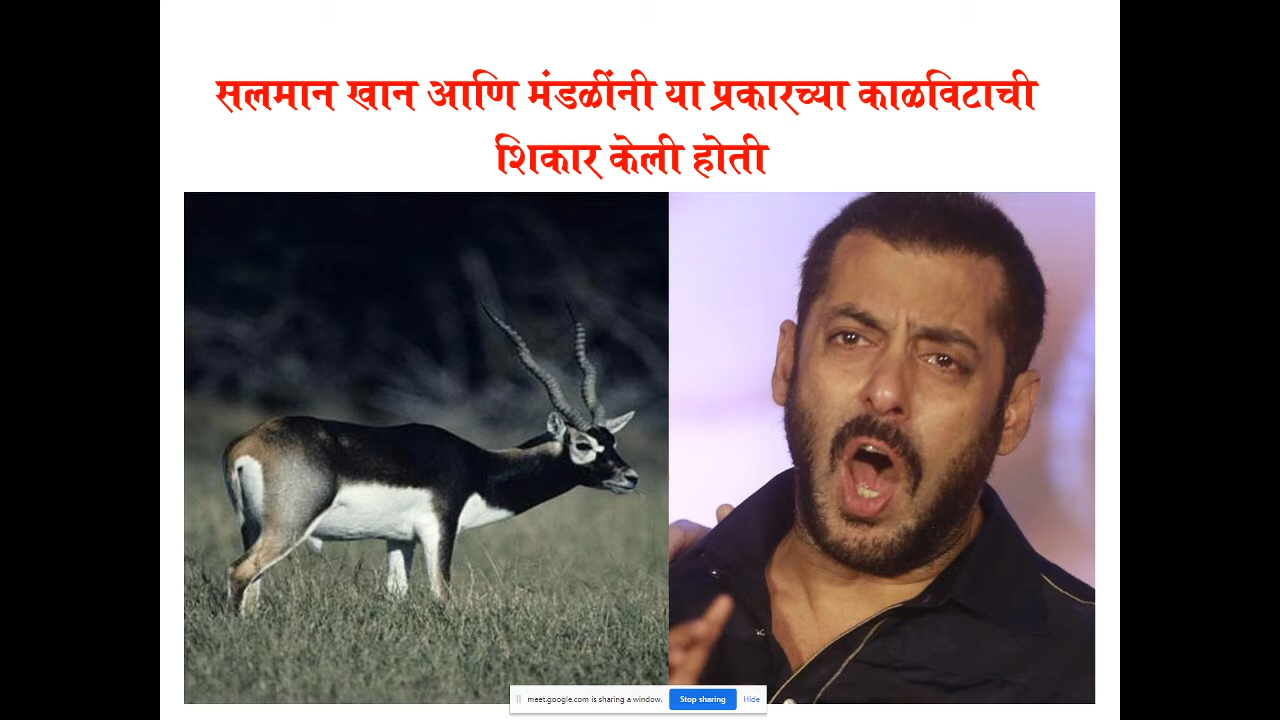 सलमान खान आणि मंडळींनी या प्रकारच्या काळविटाची
शिकार केली होती
meet.google.com is sharing a window. Stop sharing Hide